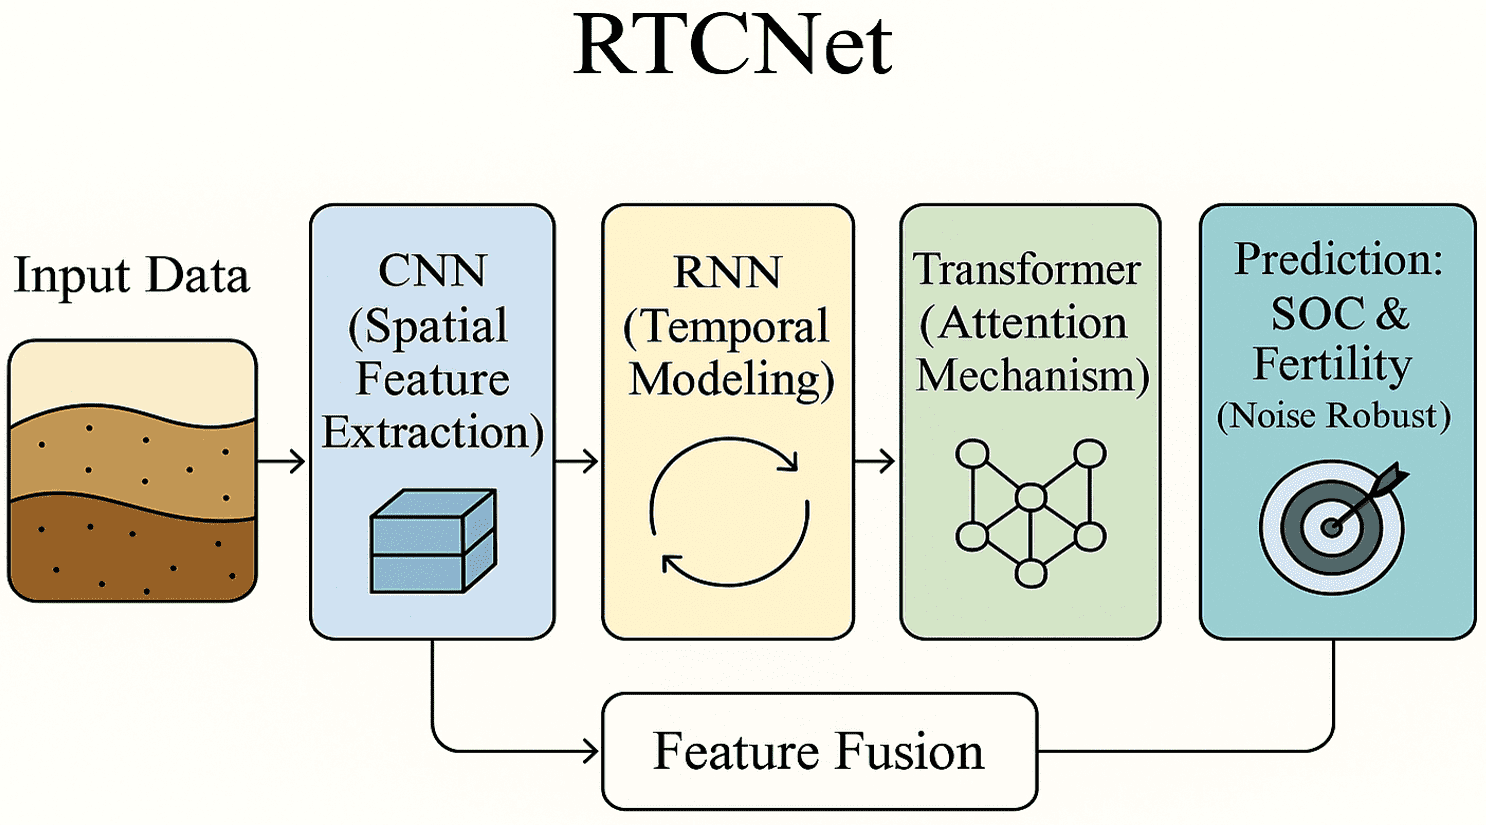 RTCNet
Input Data
CNN
(Spatial
Feature
Extraction)
RNN
(Temporal
Modeling)
Transformer
(Attention
Mechanism)
Prediction:
SOC &
Fertility
(Noise Robust)
Feature Fusion